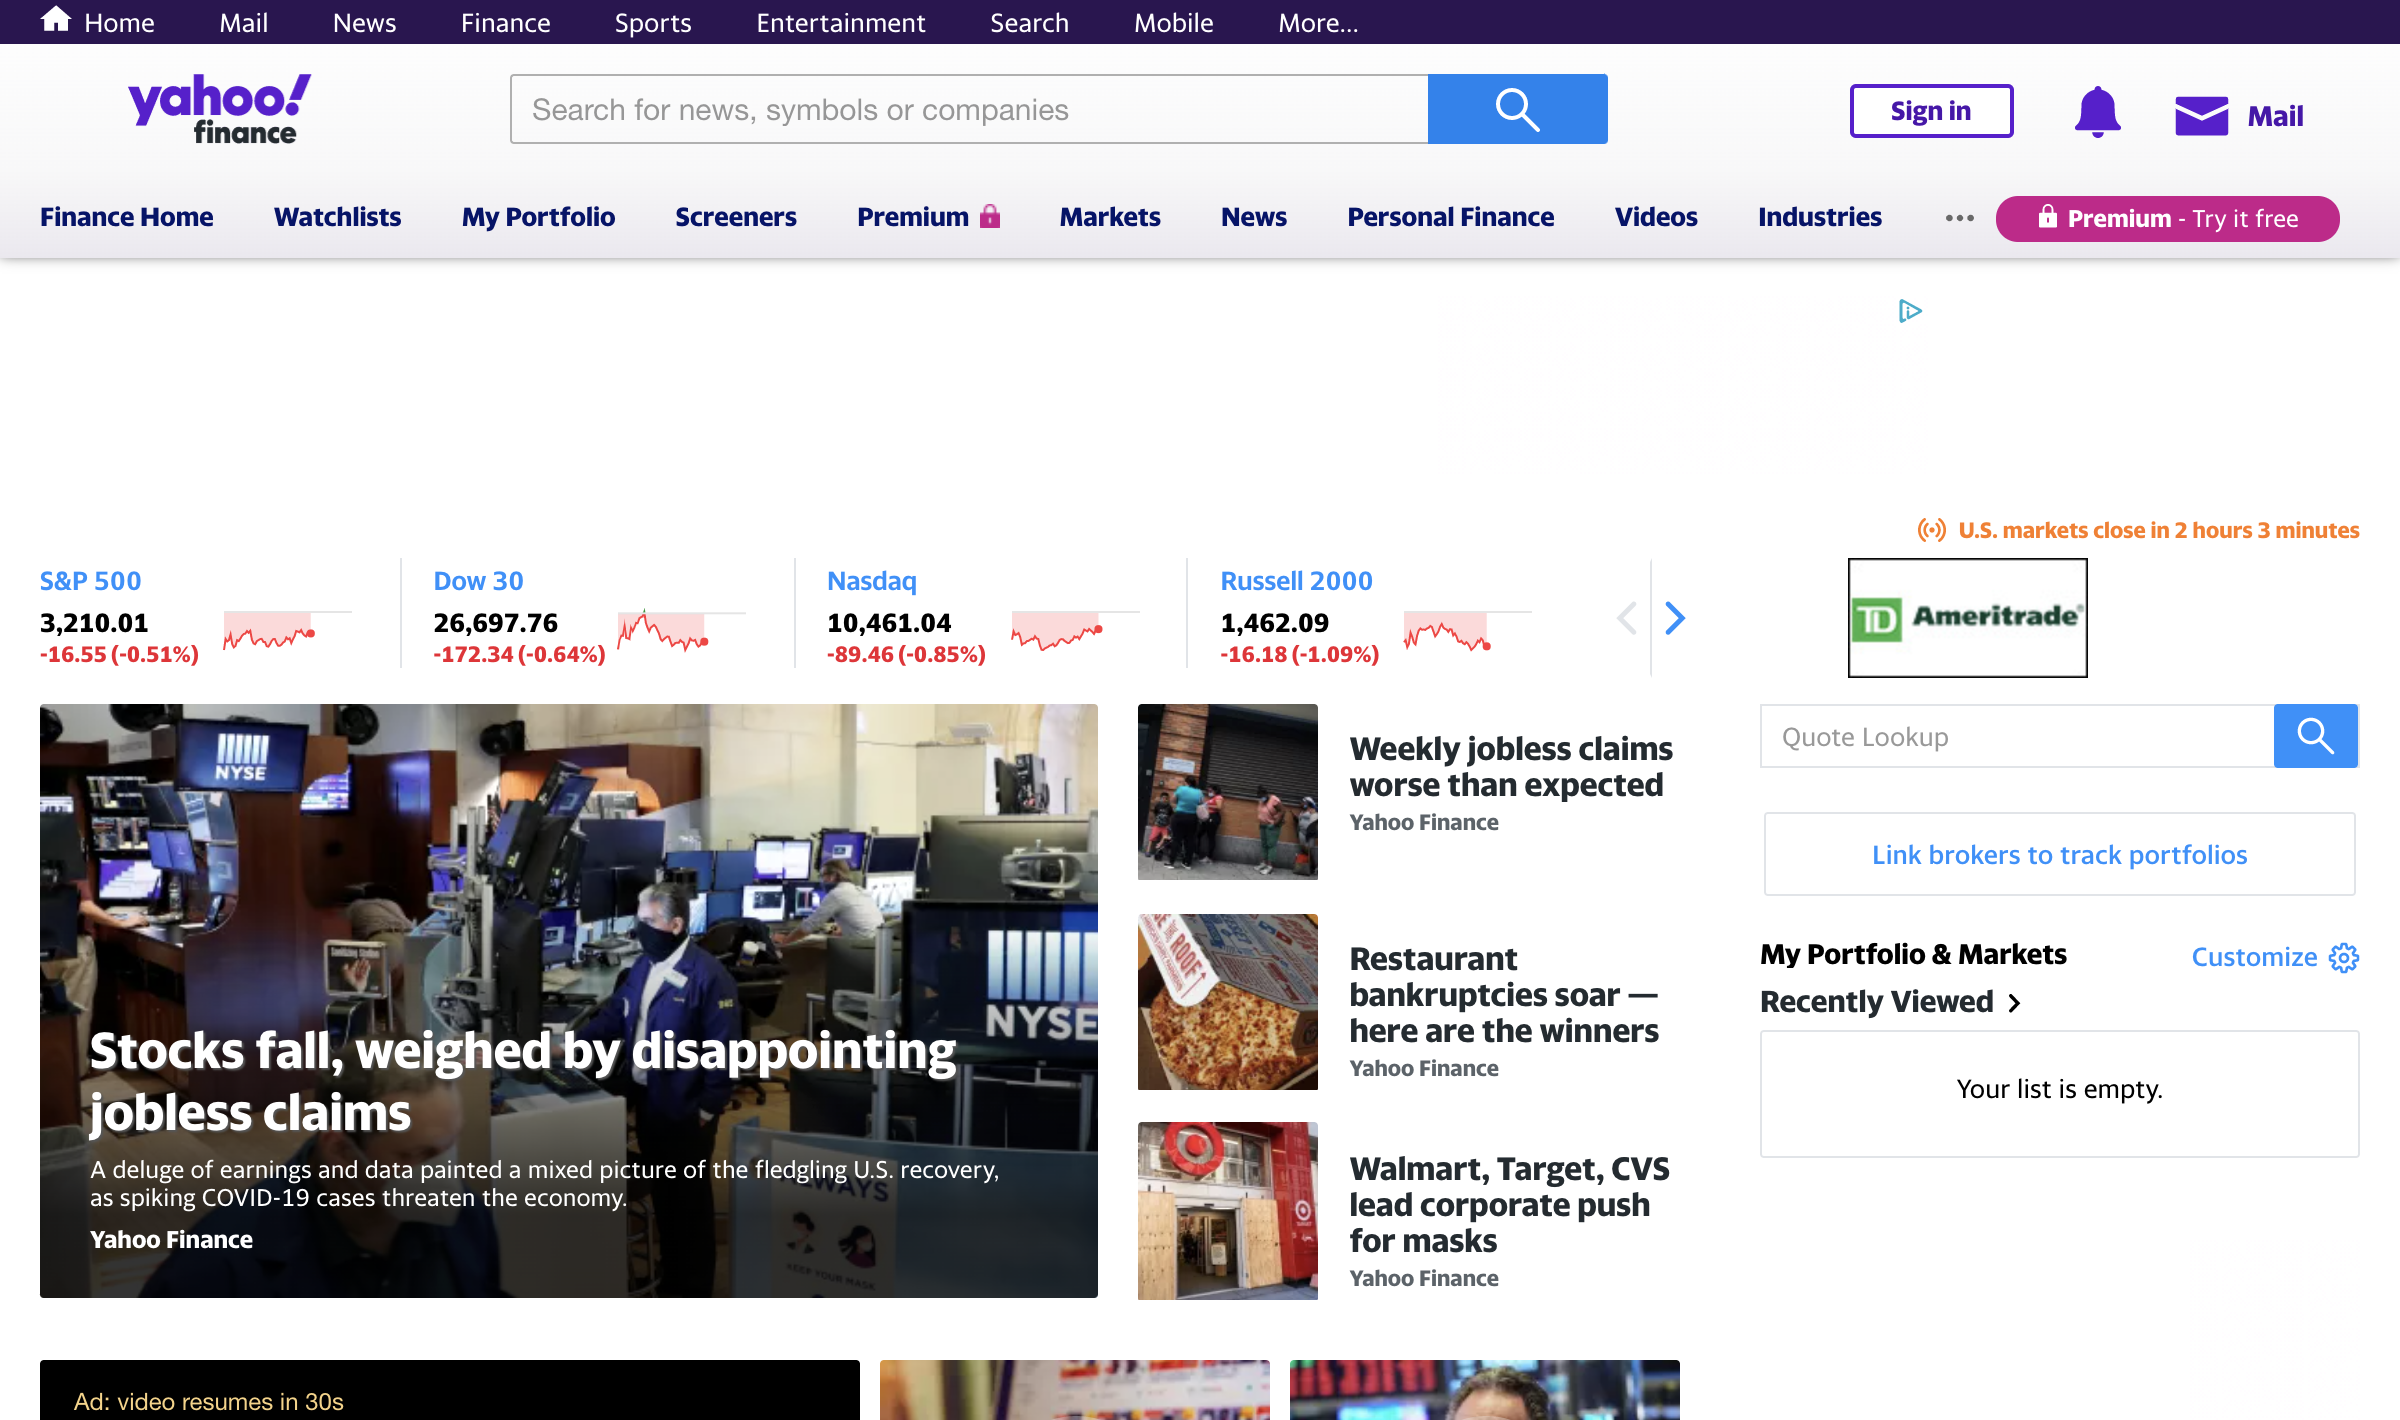 Home Mail News Finance Sports Entertainment Search Mobile More...
yahoo!
finance
Search for news, symbols or companies
Sign in
Mail
Finance Home Watchlists My Portfolio Screeners Premium Markets News Personal Finance Videos Industries ••• Premium - Try it free
U.S. markets close in 2 hours 3 minutes
S&P 500
3,210.01
-16.55 (-0.51%)
Dow 30
26,697.76
-172.34 (-0.64%)
Nasdaq
10,461.04
-89.46 (-0.85%)
Russell 2000
1,462.09
-16.18 (-1.09%)
TD Ameritrade®
NYSE
NYSE
Stocks fall, weighed by disappointing
jobless claims
A deluge of earnings and data painted a mixed picture of the fledgling U.S. recovery,
as spiking COVID-19 cases threaten the economy.
Yahoo Finance
KEEP YOUR MASK
Weekly jobless claims
worse than expected
Yahoo Finance
THE ROOF
Restaurant
bankruptcies soar —
here are the winners
Yahoo Finance
TARGET
Walmart, Target, CVS
lead corporate push
for masks
Yahoo Finance
Quote Lookup
Link brokers to track portfolios
My Portfolio & Markets
Customize
Recently Viewed >
Your list is empty.
Ad: video resumes in 30s